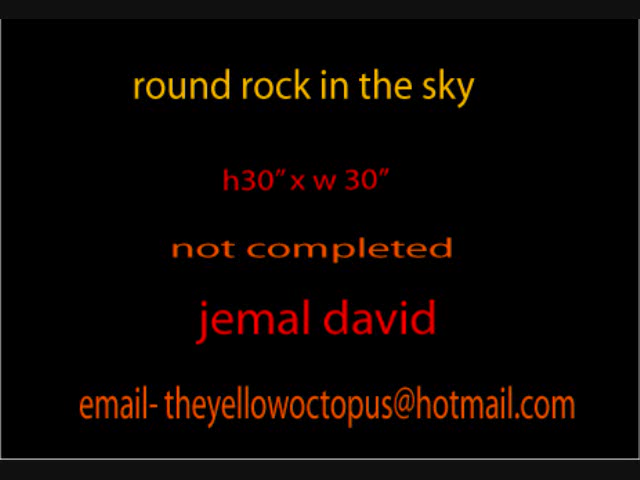 round rock in the sky
h30” x w 30”
not completed
jemal david
email- theyellowoctopus@hotmail.com